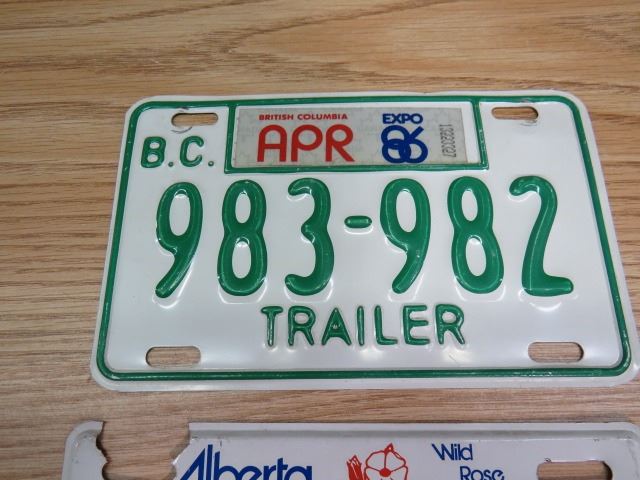 BRITISH COLUMBIA EXPO
B.C. APR 86
983-982
TRAILER
Alberta Wild
Rose